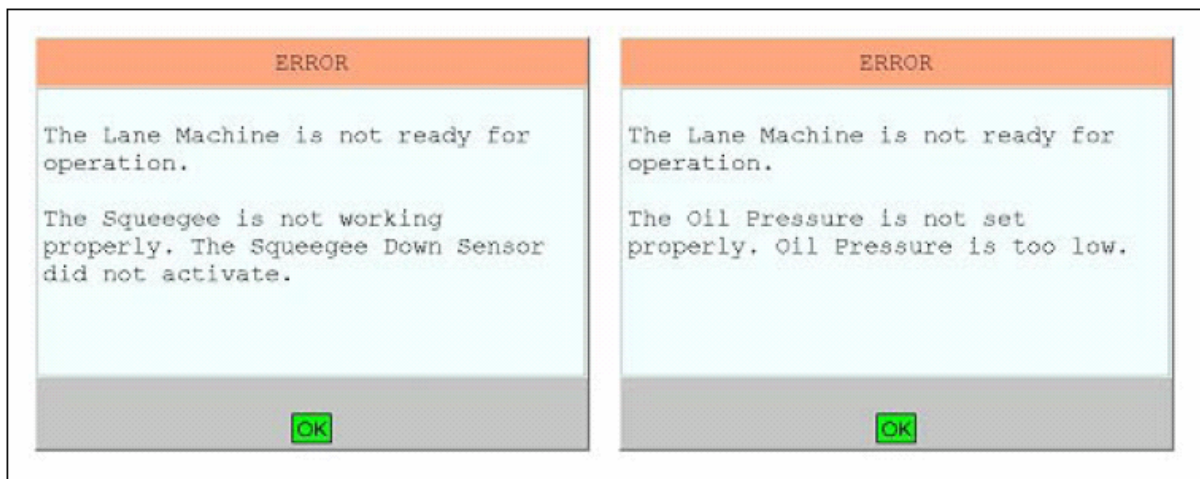 ERROR
The Lane Machine is not ready for
operation.
The Squeegee is not working
properly. The Squeegee Down Sensor
did not activate.
OK
ERROR
The Lane Machine is not ready for
operation.
The Oil Pressure is not set
properly. Oil Pressure is too low.
OK